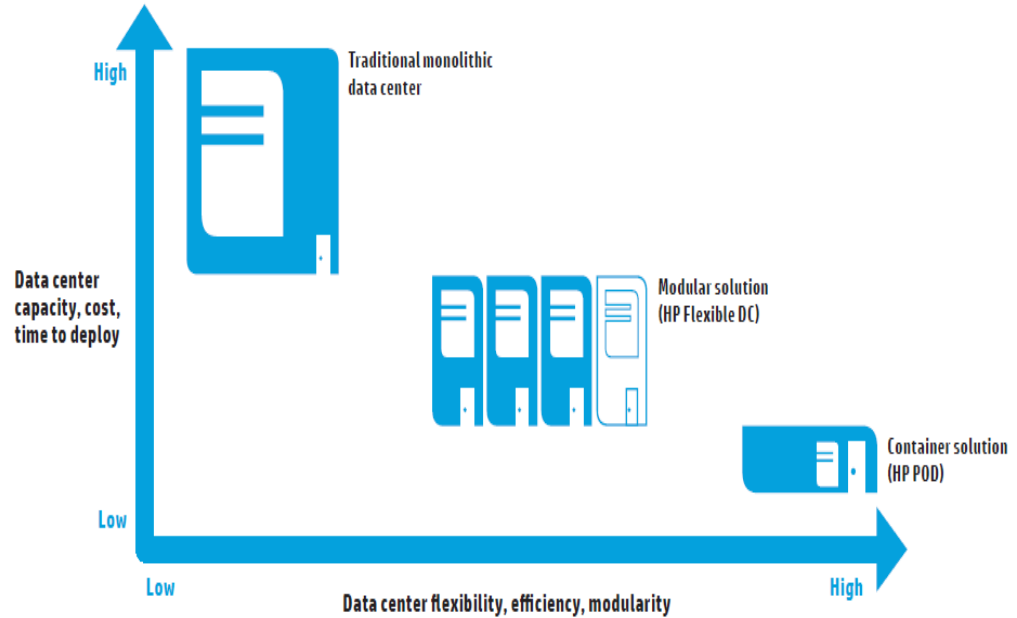 High
Traditional monolithic
data center
Data center
capacity, cost,
time to deploy
Modular solution
(HP Flexible DC)
Container solution
(HP POD)
Low
Low
High
Data center flexibility, efficiency, modularity